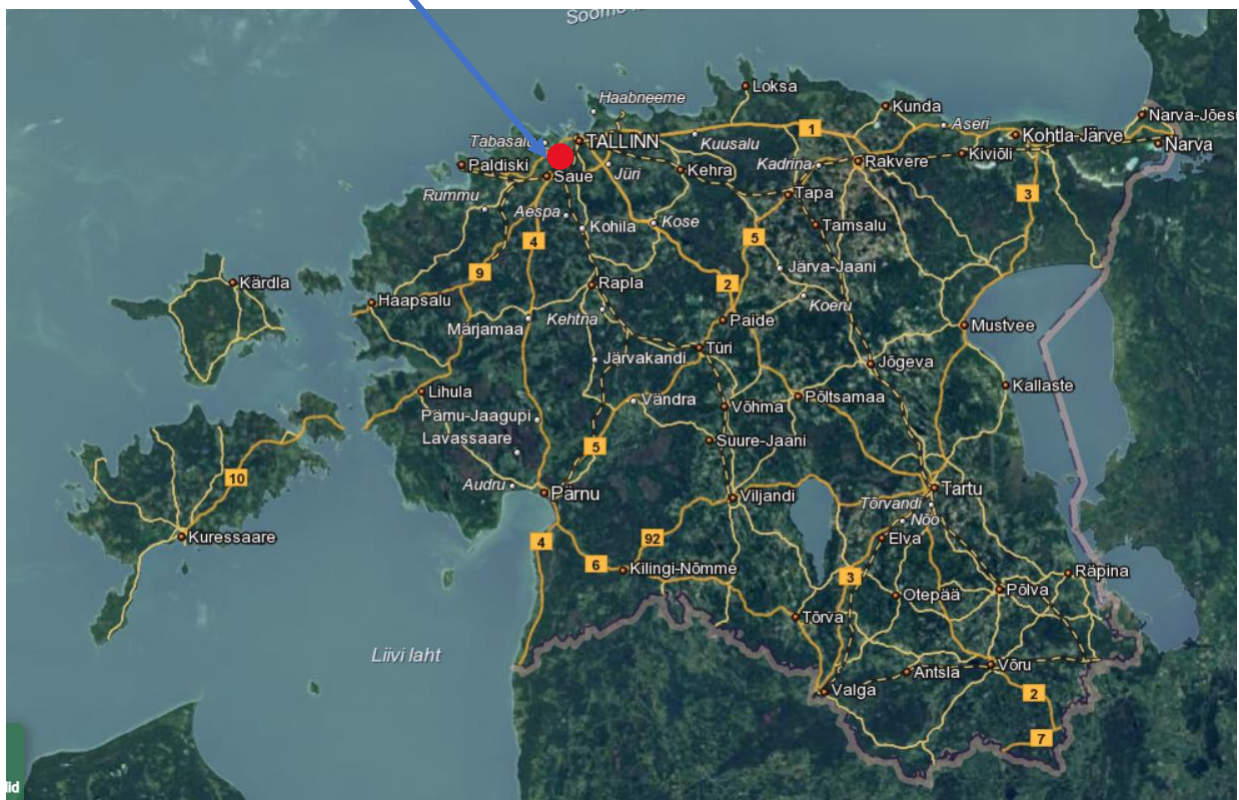 Soome
Loksa
Haabneeme
Kunda
Narva-Jõesu
Aseri
1
Tabasalu
TALLINN
Kuusalu
Kohtla-Järve
Narva
Paldiski
Saue
Jüri
Kehra
Kadrina
Rakvere
Kiviõli
Rummu
Aespa
Kohila
Kose
Tapa
3
4
5
Tamsalu
9
Järva-Jaani
Kärdla
Rapla
2
Koeru
Haapsalu
Märjamaa
Kehtna
Paide
Mustvee
Türi
Järvakandi
Jõgeva
Lihula
Vändra
Võhma
Põltsamaa
Kallaste
Pärnu-Jaagupi
Lavassaare
5
Suure-Jaani
10
Audru
Pärnu
Viljandi
Tartu
Tõrvandi
Nõo
Kuressaare
4
92
Elva
6
Kilingi-Nõmme
3
Räpina
Otepää
Põlva
Tõrva
Liivi laht
Antsla
Võru
Valga
2
7
lid